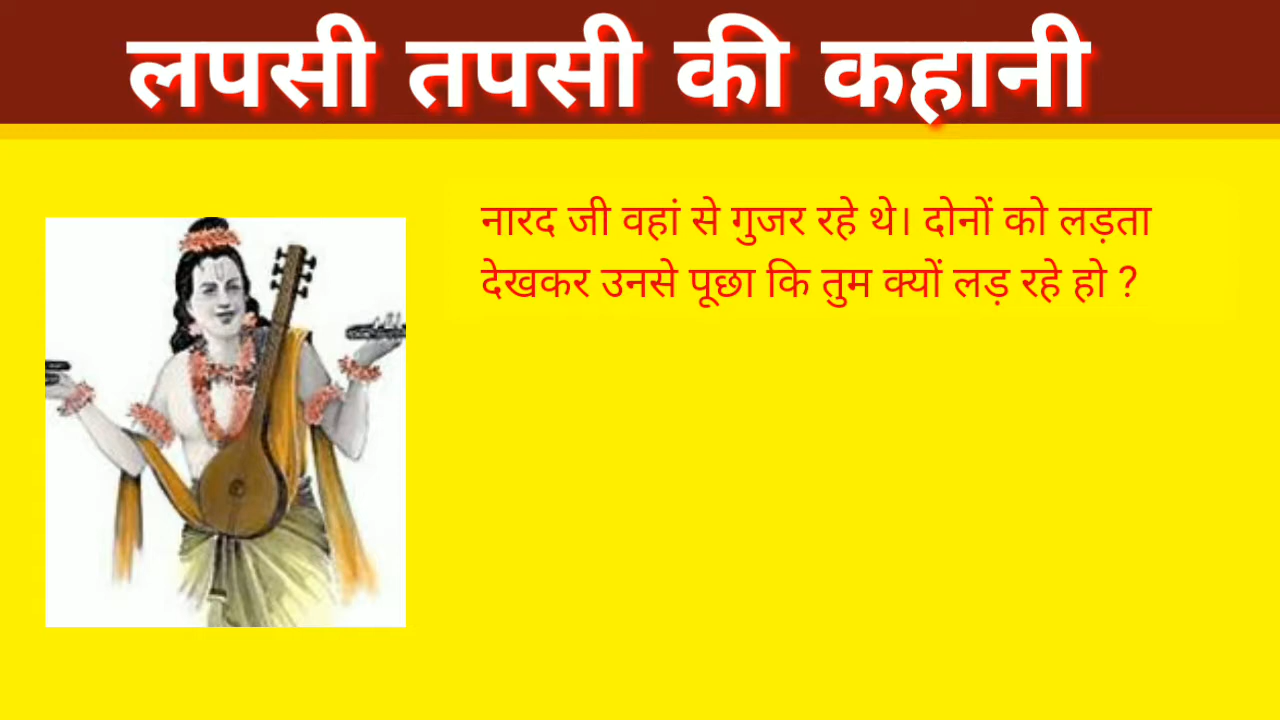 लपसी तपसी की कहानी
नारद जी वहां से गुजर रहे थे। दोनों को लड़ता
देखकर उनसे पूछा कि तुम क्यों लड़ रहे हो ?